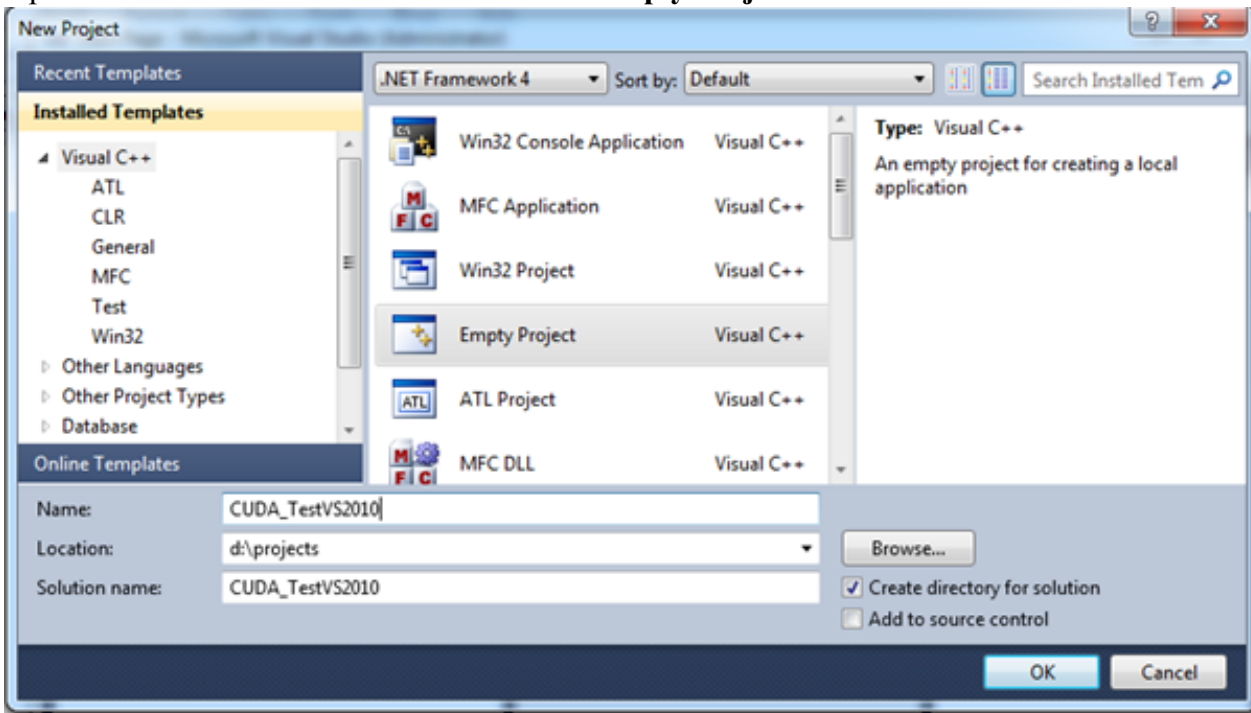 New Project
Recent Templates
.NET Framework 4
Sort by: Default
Search Installed Tem
Installed Templates
Visual C++
ATL
CLR
General
MFC
Test
Win32
Other Languages
Other Project Types
Database
Online Templates
Win32 Console Application Visual C++
MFC Application Visual C++
Win32 Project Visual C++
Empty Project Visual C++
ATL Project Visual C++
MFC DLL Visual C++
Type: Visual C++
An empty project for creating a local
application
Name: CUDA_TestVS2010
Location: d:\projects
Browse...
Solution name: CUDA_TestVS2010
Create directory for solution
Add to source control
OK Cancel